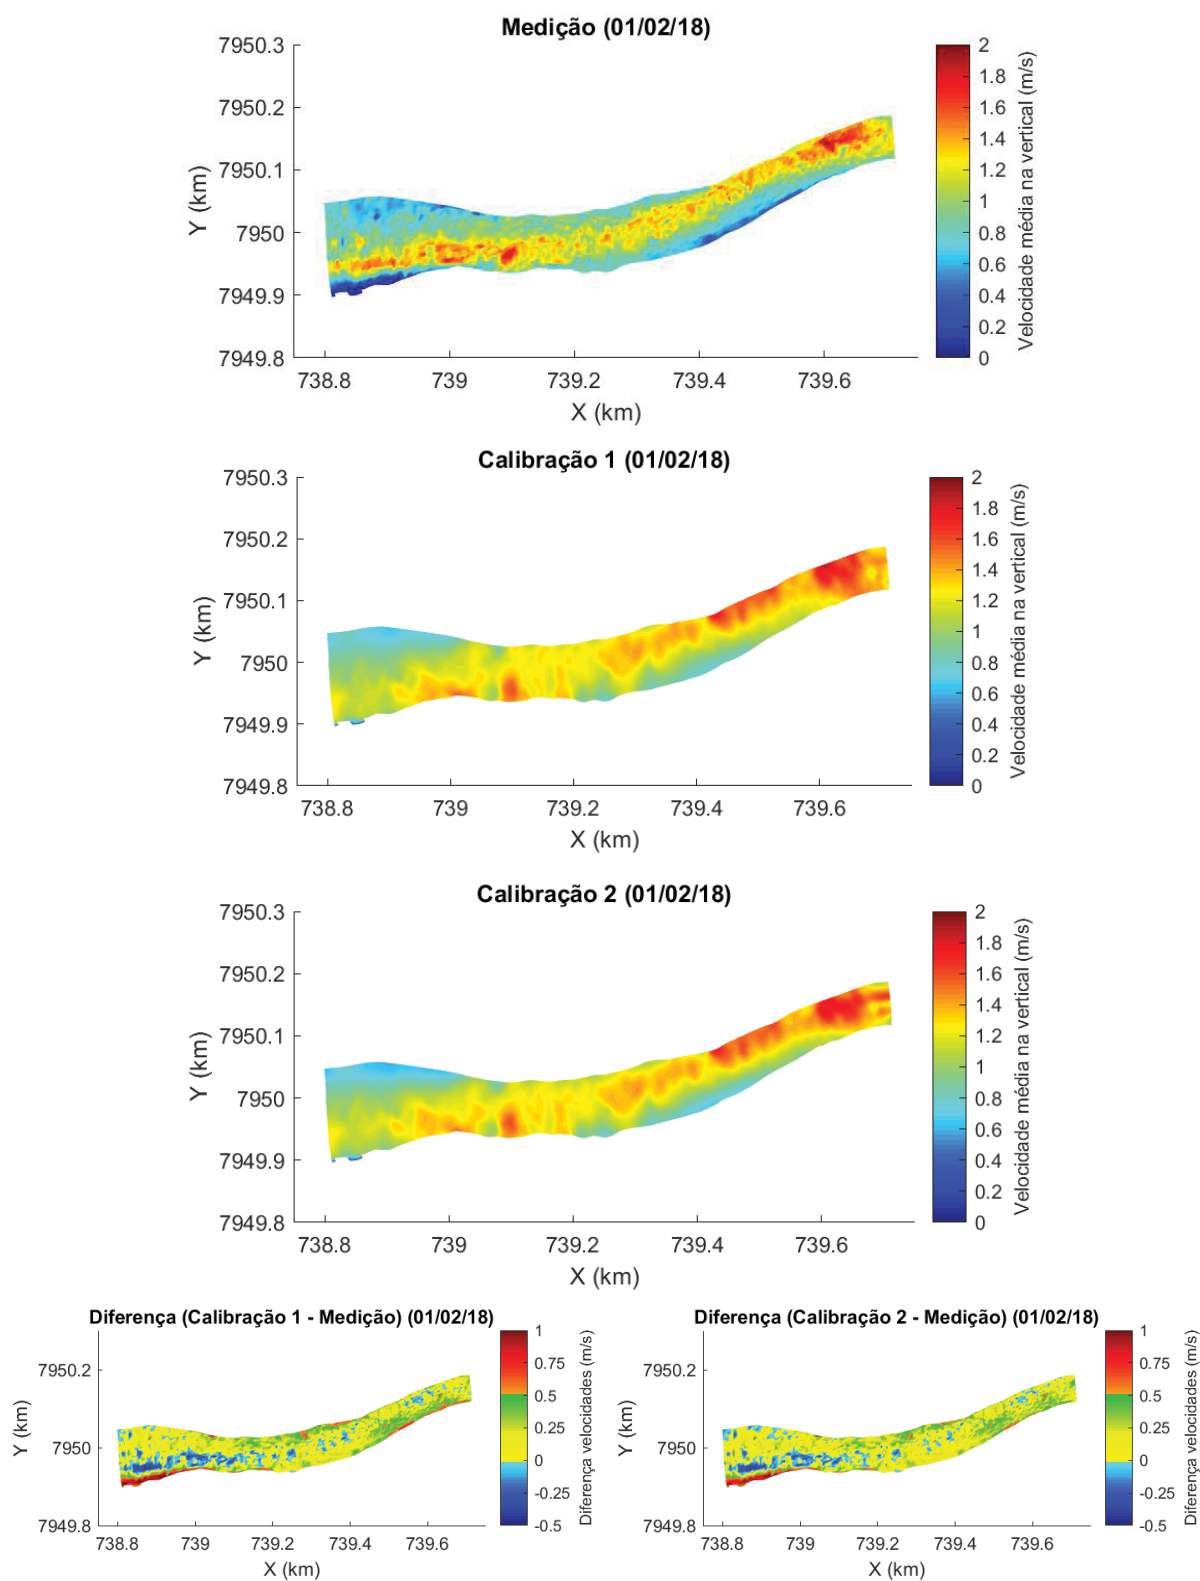 Medição (01/02/18)
7950.3
7950.2
7950.1
7950
7949.9
7949.8
Y (km)
738.8 739 739.2 739.4 739.6
X (km)
2
1.8
1.6
1.4
1.2
1
0.8
0.6
0.4
0.2
0
Velocidade média na vertical (m/s)
Calibração 1 (01/02/18)
7950.3
7950.2
7950.1
7950
7949.9
7949.8
Y (km)
738.8 739 739.2 739.4 739.6
X (km)
2
1.8
1.6
1.4
1.2
1
0.8
0.6
0.4
0.2
0
Velocidade média na vertical (m/s)
Calibração 2 (01/02/18)
7950.3
7950.2
7950.1
7950
7949.9
7949.8
Y (km)
738.8 739 739.2 739.4 739.6
X (km)
2
1.8
1.6
1.4
1.2
1
0.8
0.6
0.4
0.2
0
Velocidade média na vertical (m/s)
Diferença (Calibração 1 - Medição) (01/02/18)
7950.2
7950
7949.8
Y (km)
738.8 739 739.2 739.4 739.6
X (km)
1
0.75
0.5
0.25
0
-0.25
-0.5
Diferença velocidades (m/s)
Diferença (Calibração 2 - Medição) (01/02/18)
7950.2
7950
7949.8
Y (km)
738.8 739 739.2 739.4 739.6
X (km)
1
0.75
0.5
0.25
0
-0.25
-0.5
Diferença velocidades (m/s)